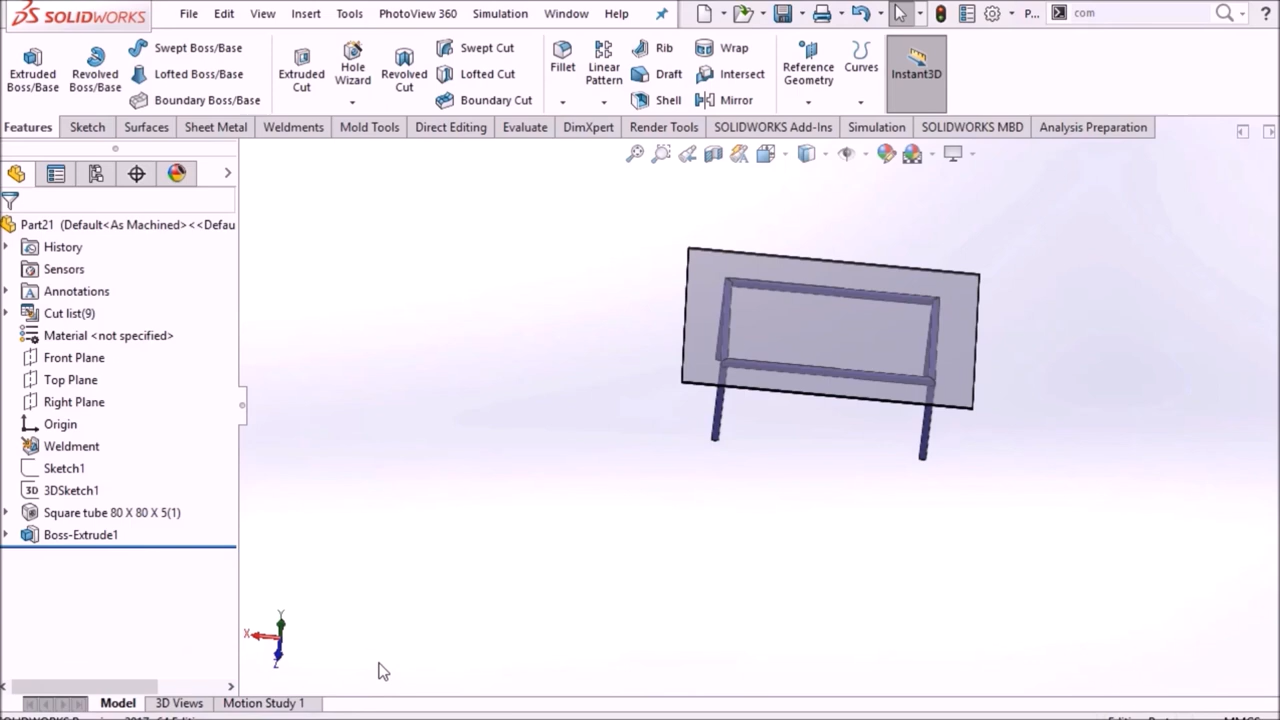 SOLIDWORKS File Edit View Insert Tools PhotoView 360 Simulation Window Help P... com ?
Extruded Boss/Base
Revolved Boss/Base
Swept Boss/Base
Lofted Boss/Base
Boundary Boss/Base
Extruded Cut
Hole Wizard
Revolved Cut
Swept Cut
Lofted Cut
Boundary Cut
Fillet
Linear Pattern
Rib
Draft
Shell
Wrap
Intersect
Mirror
Reference Geometry
Curves
Instant3D
Features Sketch Surfaces Sheet Metal Weldments Mold Tools Direct Editing Evaluate DimXpert Render Tools SOLIDWORKS Add-Ins Simulation SOLIDWORKS MBD Analysis Preparation
Part21 (Default<As Machined><<Defau
History
Sensors
Annotations
Cut list(9)
Material <not specified>
Front Plane
Top Plane
Right Plane
Origin
Weldment
Sketch1
3D 3DSketch1
Square tube 80 X 80 X 5(1)
Boss-Extrude1
Y
X
Z
Model 3D Views Motion Study 1